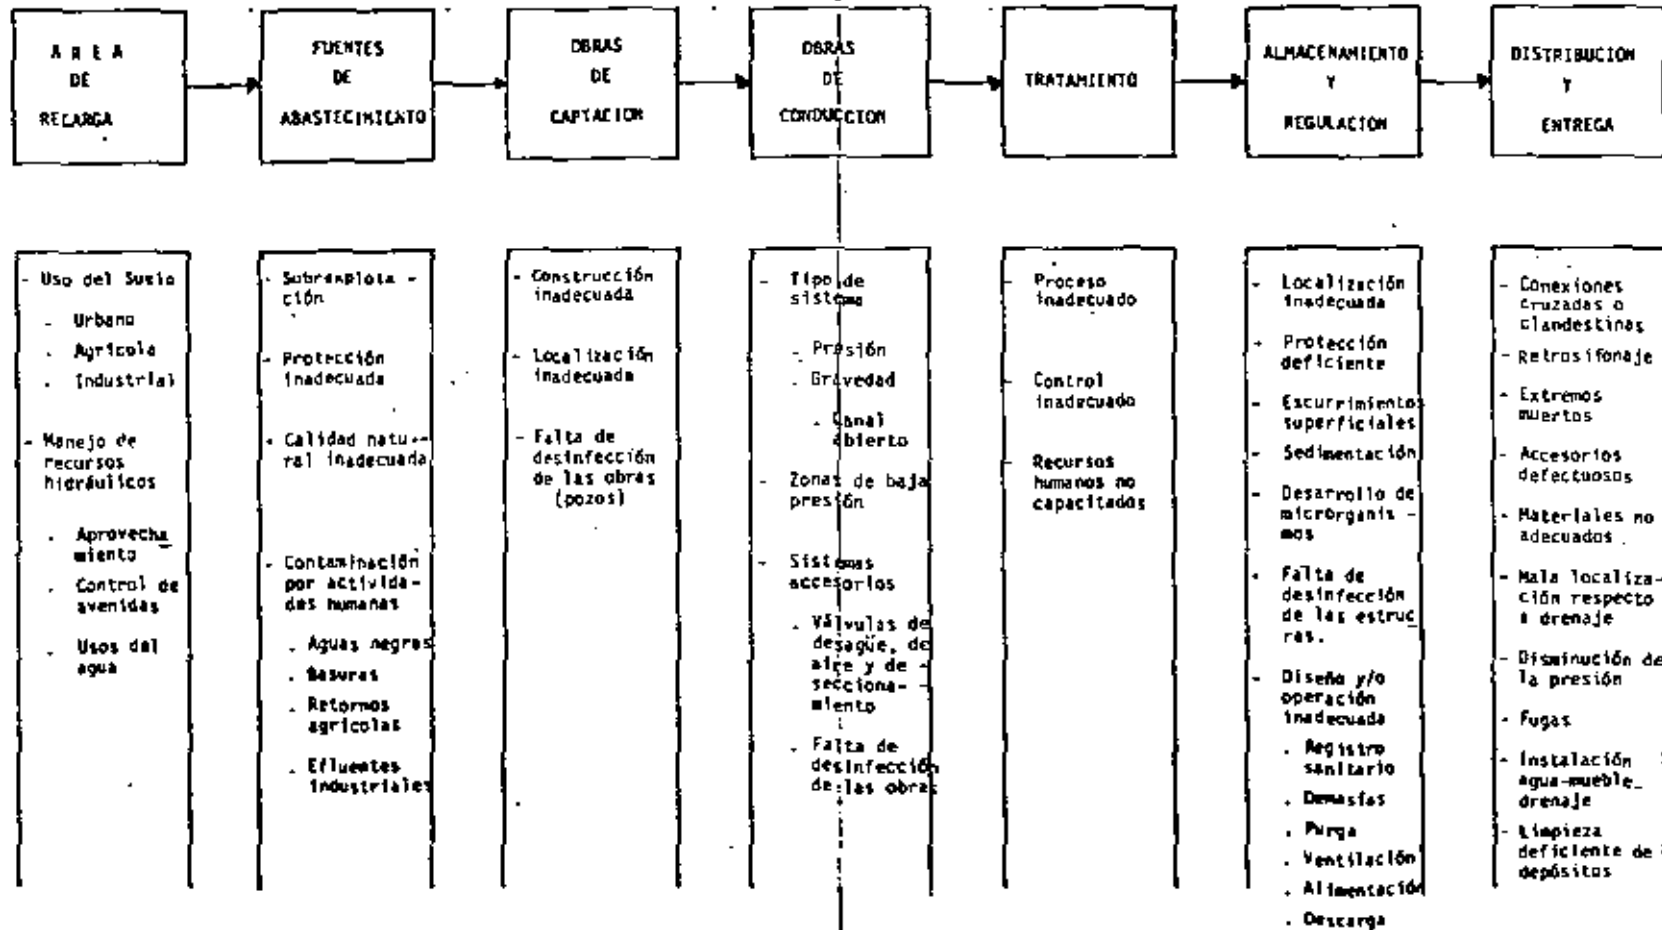 A R E A
DE
RECARGA
FUENTES
DE
ABASTECIMIENTO
OBRAS
DE
CAPTACION
OBRAS
DE
CONDUCCION
TRATAMIENTO
ALMACENAMIENTO
Y
REGULACION
DISTRIBUCION
Y
ENTREGA
- Uso del Suelo
. Urbano
. Agrícola
. Industrial
- Manejo de
recursos
hidráulicos
. Aprovecha
miento
. Control de
avenidas
. Usos del
agua
- Sobrexplota -
ción
- Protección
inadecuada
- Calidad natu-
ral inadecuada
- Contaminación
por activida-
des humanas
. Aguas negras
. Basuras
. Retornos
agrícolas
. Efluentes
industriales
- Construcción
inadecuada
- Localización
inadecuada
- Falta de
desinfección
de las obras
(pozos)
- Tipo de
sistema
. Presión
. Gravedad
. Canal
abierto
- Zonas de baja
presión
- Sistemas
accesorios
. Válvulas de
desagüe, de
aire y de -
secciona- -
miento
. Falta de
desinfección
de las obras
- Proceso
inadecuado
- Control
inadecuado
- Recursos
humanos no
capacitados
- Localización
inadecuada
- Protección
deficiente
- Escurrimientos
superficiales
- Sedimentación
- Desarrollo de
microrganis -
mos
- Falta de
desinfección
de las estruc
ras.
- Diseño y/o
operación
inadecuada
. Registro
sanitario
. Demasías
. Purga
. Ventilación
. Alimentación
. Descarga
- Conexiones
cruzadas o
clandestinas
- Retrosifonaje
- Extremos
muertos
- Accesorios
defectuosos
- Materiales no
adecuados
- Mala localiza-
ción respecto
a drenaje
- Disminución de
la presión
- Fugas
- Instalación
agua-mueble_
drenaje
- Limpieza
deficiente de
depósitos